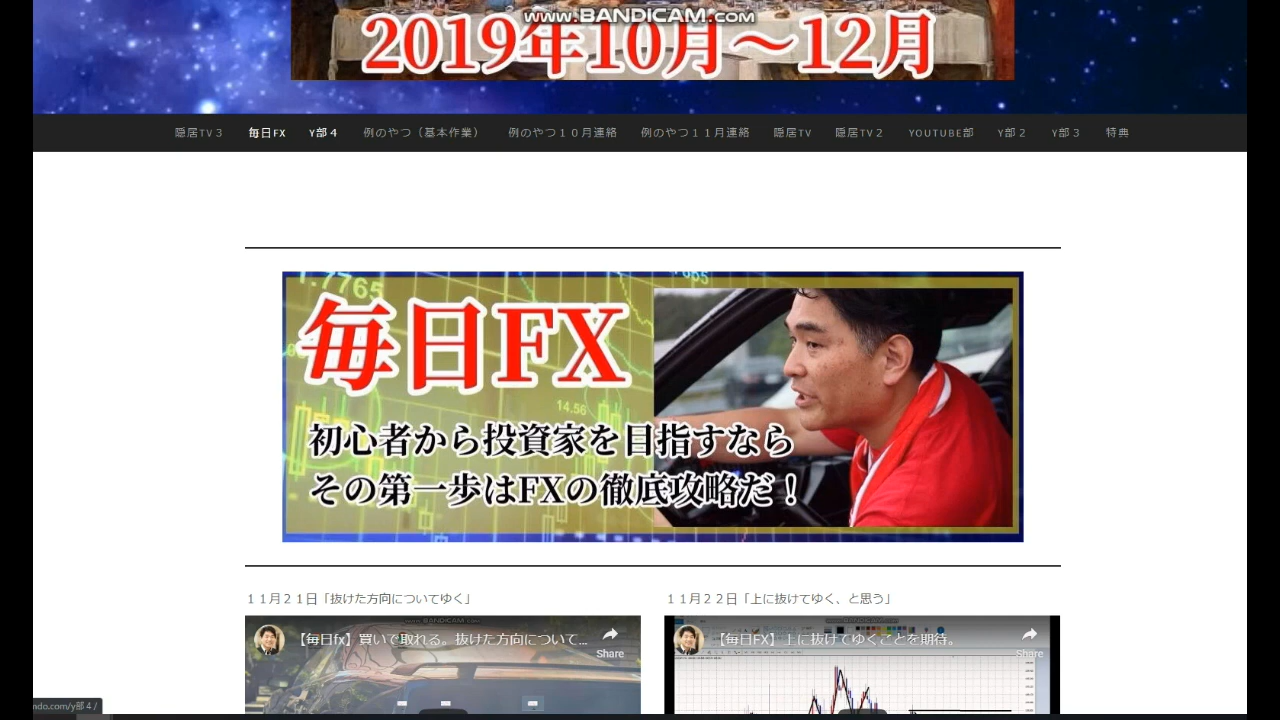 www.BANDICAM.com
2019年10月～12月
隠居TV３ 毎日FX Y部４ 例のやつ（基本作業） 例のやつ１０月連絡 例のやつ１１月連絡 隠居TV 隠居TV２ YOUTUBE部 Y部２ Y部３ 特典
1.7765
毎日FX
14.56
初心者から投資家を目指すなら
その第一歩はFXの徹底攻略だ！
１１月２１日「抜けた方向についてゆく」
１１月２２日「上に抜けてゆく、と思う」
【毎日fx】買いで取れる。抜けた方向について...
Share
【毎日FX】上に抜けてゆくことを期待。
Share
ndo.com/y部４/